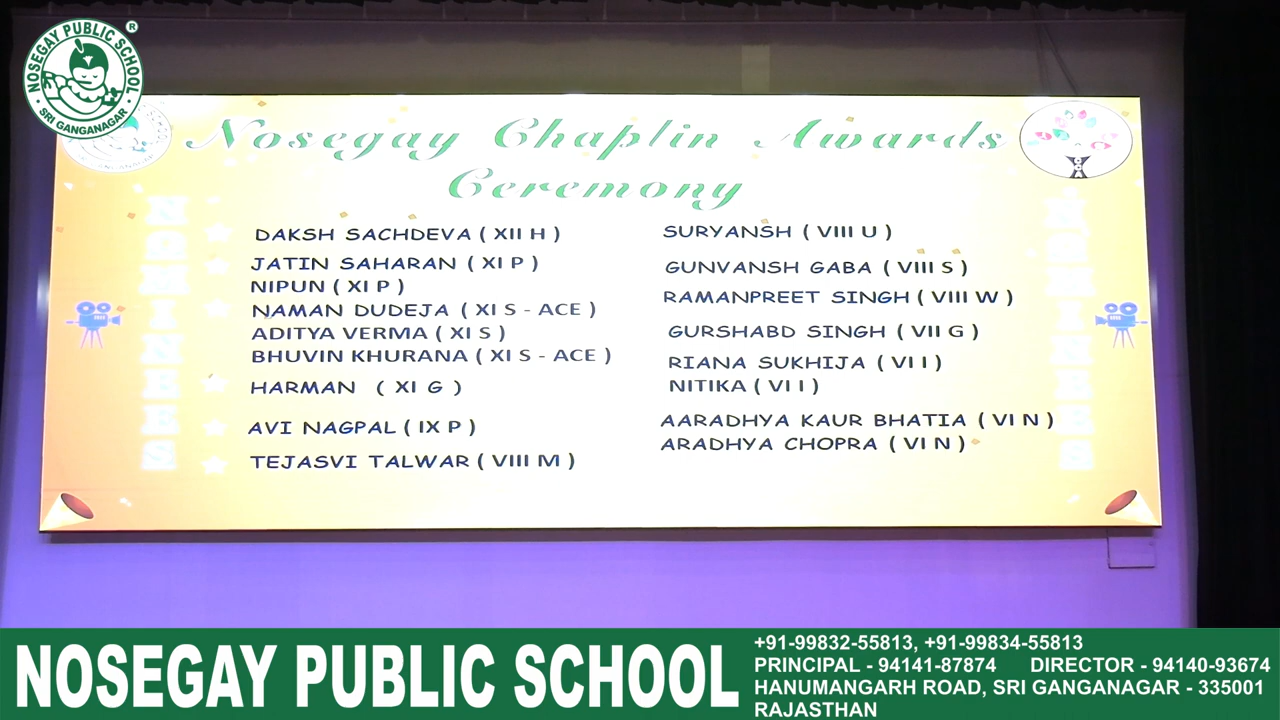 NOSEGAY PUBLIC SCHOOL
®
SRI GANGANAGAR
Nosegay Chaplin Awards
Ceremony
NOMINEES
DAKSH SACHDEVA ( XII H )
JATIN SAHARAN ( XI P )
NIPUN ( XI P )
NAMAN DUDEJA ( XI S - ACE )
ADITYA VERMA ( XI S )
BHUVIN KHURANA ( XI S - ACE )
HARMAN ( XI G )
AVI NAGPAL ( IX P )
TEJASVI TALWAR ( VIII M )
SURYANSH ( VIII U )
GUNVANSH GABA ( VIII S )
RAMANPREET SINGH ( VIII W )
GURSHABD SINGH ( VII G )
RIANA SUKHIJA ( VI I )
NITIKA ( VI I )
AARADHYA KAUR BHATIA ( VI N )
ARADHYA CHOPRA ( VI N )
NOSEGAY PUBLIC SCHOOL
+91-99832-55813, +91-99834-55813
PRINCIPAL - 94141-87874 DIRECTOR - 94140-93674
HANUMANGARH ROAD, SRI GANGANAGAR - 335001
RAJASTHAN